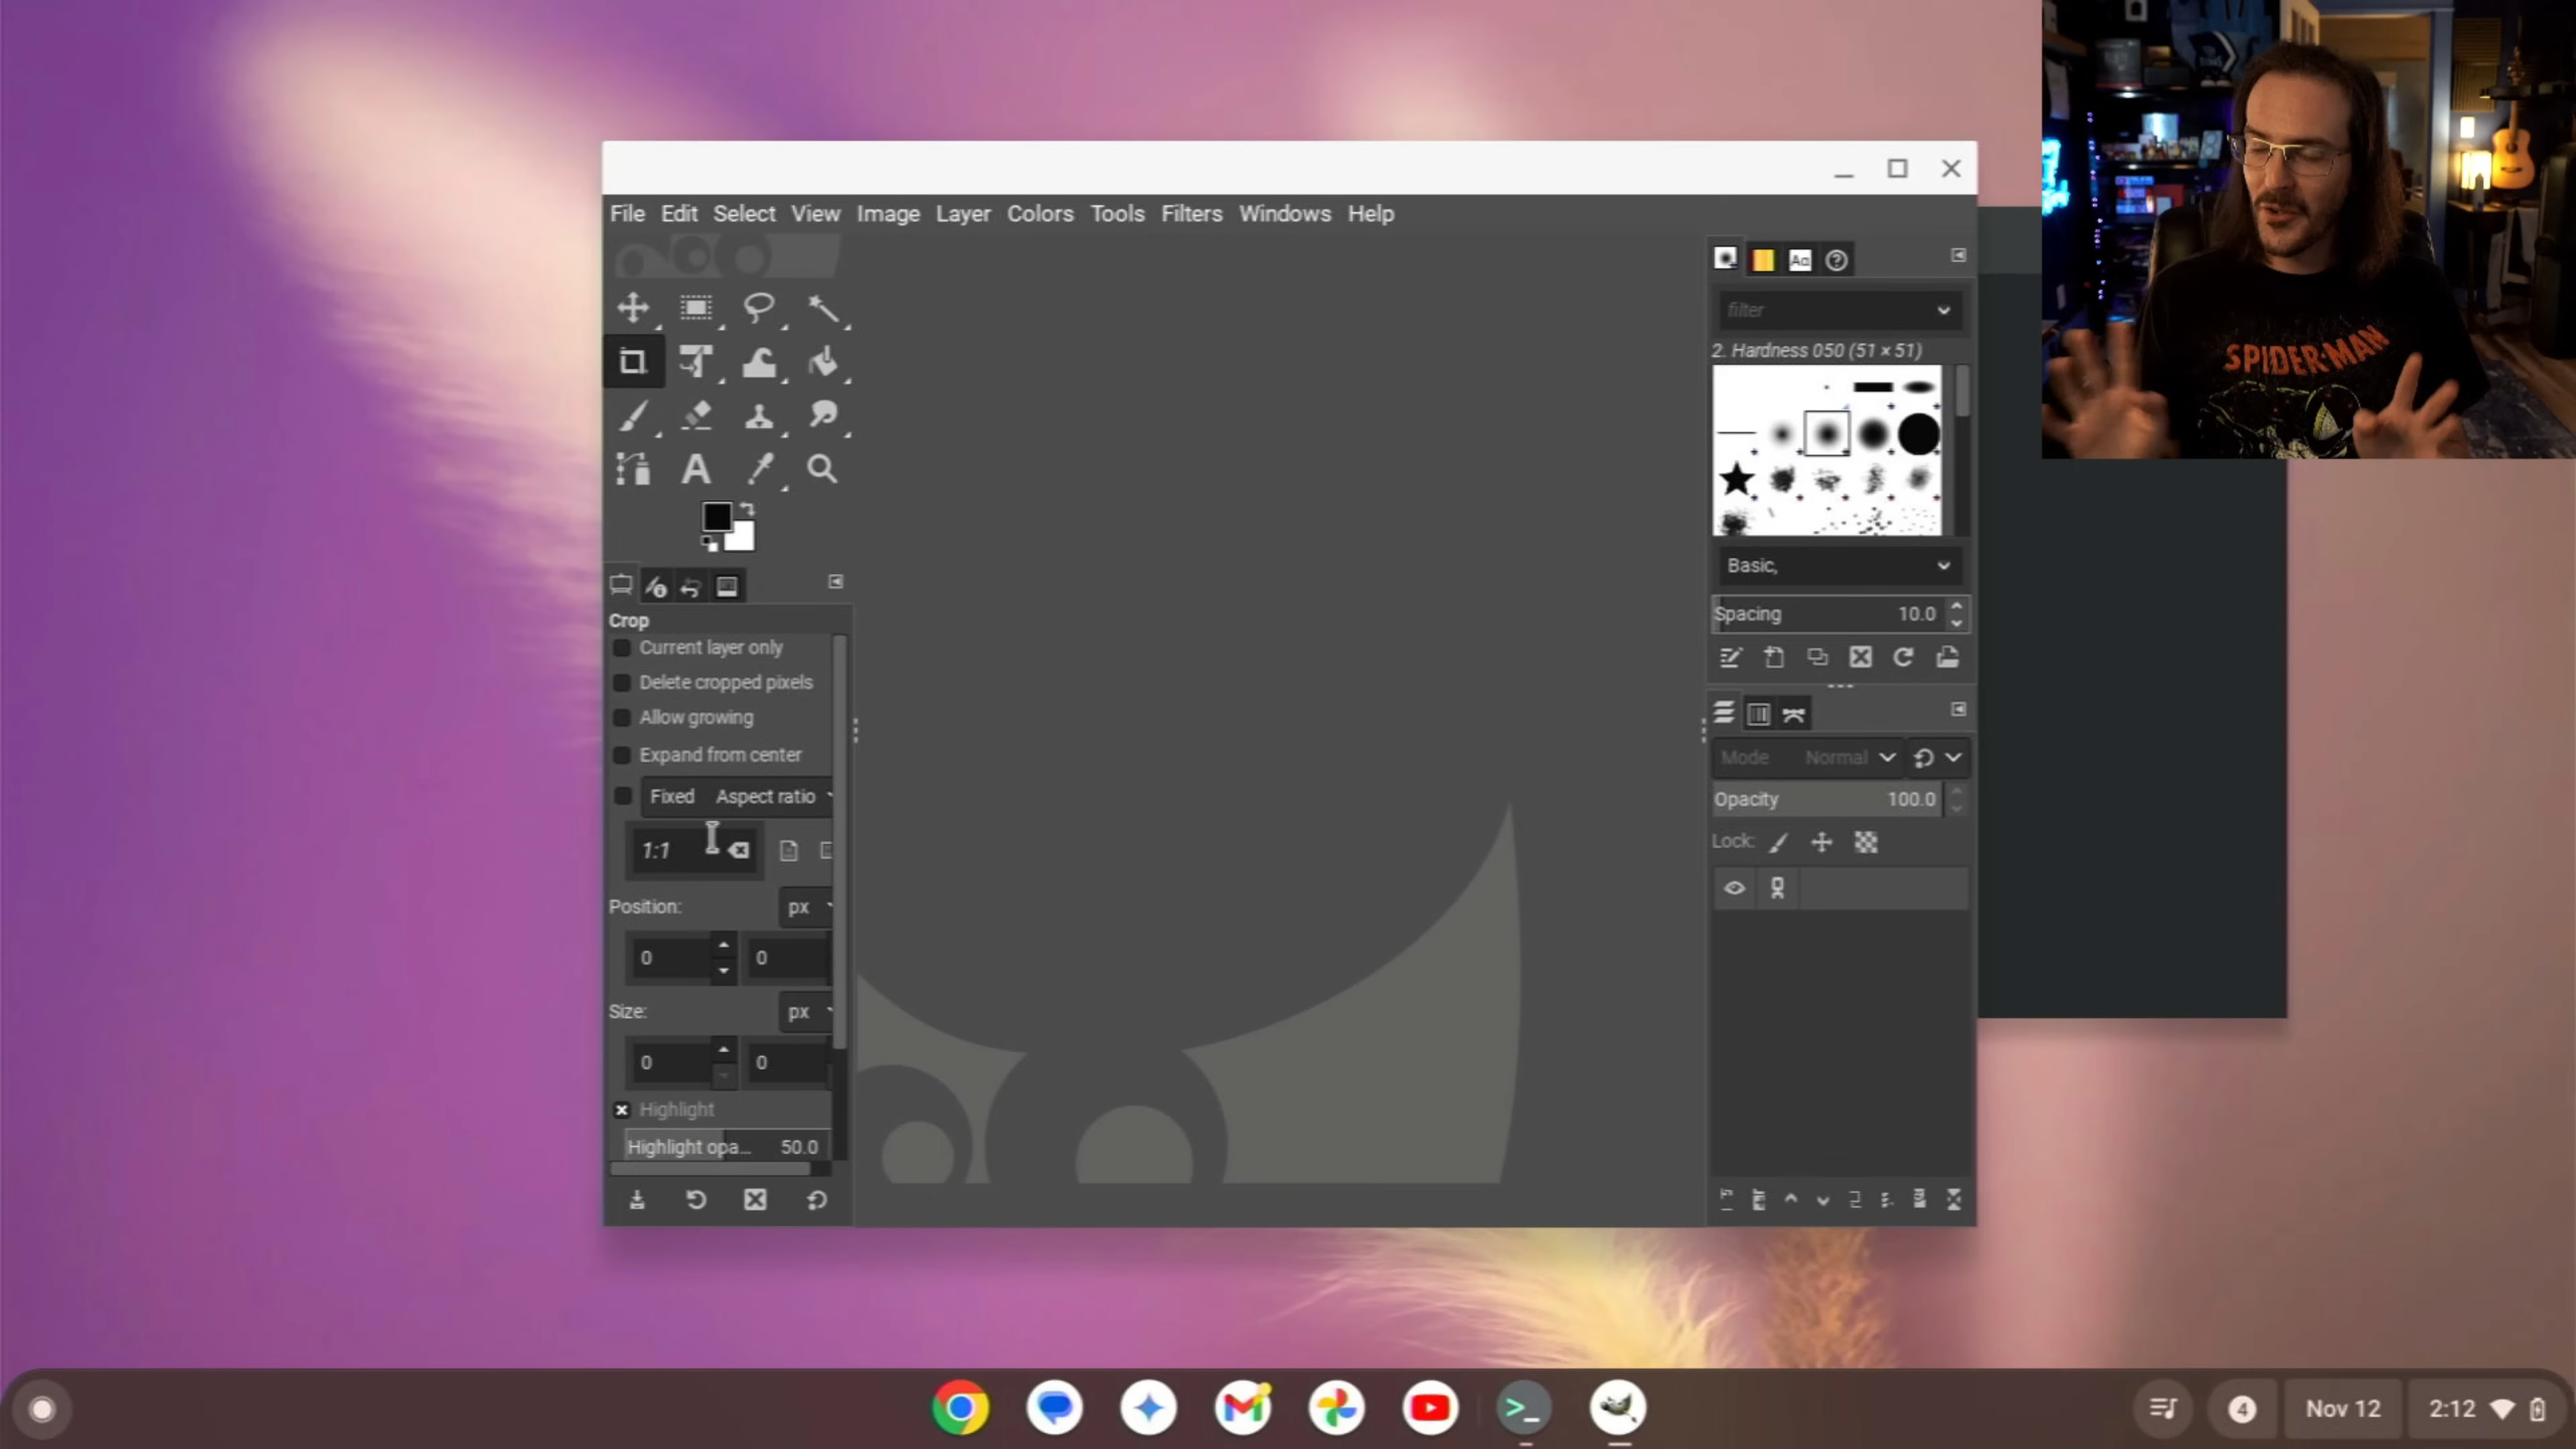 File Edit Select View Image Layer Colors Tools Filters Windows Help
Aa
filter
2. Hardness 050 (51 × 51)
SPIDER-MAN
A
Basic,
Spacing 10.0
Crop
Current layer only
Delete cropped pixels
Allow growing
Expand from center
Fixed Aspect ratio
1:1
Position: px
0 0
Size: px
0 0
Highlight
Highlight opa... 50.0
Mode Normal
Opacity 100.0
Lock:
>_
4
Nov 12
2:12